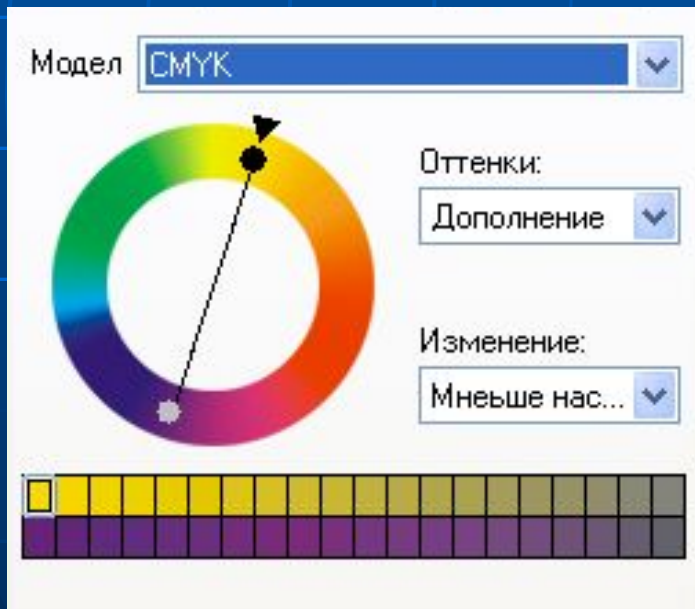 Модел CMYK
Оттенки:
Дополнение
Изменение:
Мнеьше нас...